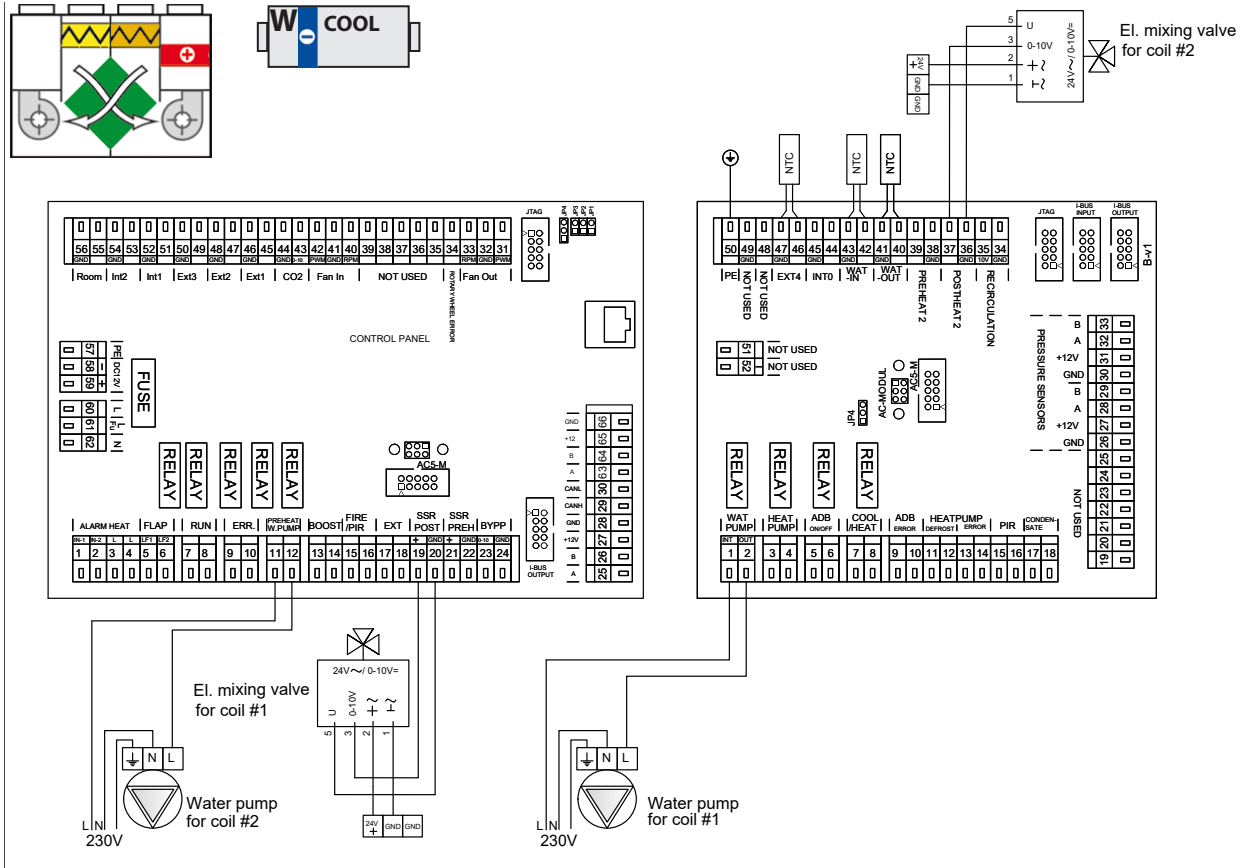 W COOL
El. mixing valve
for coil #2
5 U
3 0-10V
2 +~
1 ⊢~
24V~/ 0-10V=
24V + GND GND
NTC NTC NTC
JTAG
JP4 JP3 JP2 JP1
56 55 54 53 52 51 50 49 48 47 46 45 44 43 42 41 40 39 38 37 36 35 34 33 32 31
GND GND GND GND GND GND GND 0-10 PWM GND RPM RPM GND PWM
Room Int2 Int1 Ext3 Ext2 Ext1 CO2 Fan In NOT USED ROTARY WHEEL ERROR Fan Out
CONTROL PANEL
57 58 59
PE DC12V - +
60 61 62
L L Fu N
FUSE
RELAY RELAY RELAY RELAY RELAY
AC5-M
GND 66
+12 65
B 64
A 63
CANL 30
CANH 29
GND 28
+12V 27
B 26
A 25
I-BUS
OUTPUT
ALARM HEAT FLAP RUN ERR. PREHEAT W.PUMP BOOST FIRE /PIR EXT SSR POST SSR PREH BYPP
IN-1 IN-2 L L LF1 LF2 + GND + GND 0-10 GND
1 2 3 4 5 6 7 8 9 10 11 12 13 14 15 16 17 18 19 20 21 22 23 24
24V~/ 0-10V=
U 0-10V +~ ⊢~
5 3 2 1
El. mixing valve
for coil #1
24V + GND GND
N L
Water pump
for coil #2
L N
230V
JTAG
I-BUS
INPUT
I-BUS
OUTPUT
B-v1
50 49 48 47 46 45 44 43 42 41 40 39 38 37 36 35 34
GND GND GND GND GND GND GND 10V GND
PE NOT USED NOT USED EXT4 INT0 WAT -IN WAT -OUT PREHEAT 2 POSTHEAT 2 RECIRCULATION
51 NOT USED
52 NOT USED
JP4
AC-MODUL
AC5-M
PRESSURE SENSORS
B 33
A 32
+12V 31
GND 30
B 29
A 28
+12V 27
GND 26
25
24
23
22
21
20
19
NOT USED
RELAY RELAY RELAY RELAY
WAT PUMP HEAT PUMP ADB ON/OFF COOL /HEAT ADB ERROR HEATPUMP DEFROST ERROR PIR CONDEN- SATE
INT OUT
1 2 3 4 5 6 7 8 9 10 11 12 13 14 15 16 17 18
N L
Water pump
for coil #1
L N
230V